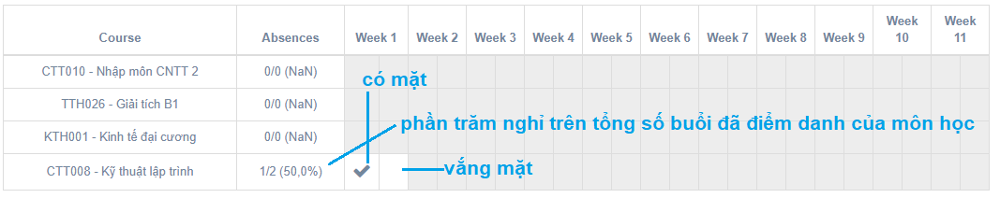 Course Absences Week 1 Week 2 Week 3 Week 4 Week 5 Week 6 Week 7 Week 8 Week 9 Week 10 Week 11
CTT010 - Nhập môn CNTT 2 0/0 (NaN)
có mặt
TTH026 - Giải tích B1 0/0 (NaN)
phần trăm nghỉ trên tổng số buổi đã điểm danh của môn học
KTH001 - Kinh tế đại cương 0/0 (NaN)
CTT008 - Kỹ thuật lập trình 1/2 (50,0%)
vắng mặt